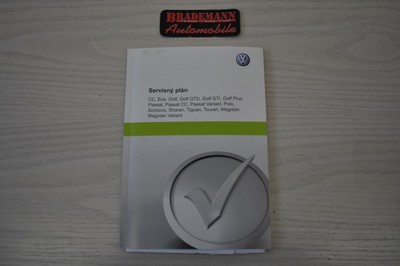 BRADEMANN
Automobile
Servisný plán
CC, Eos, Golf, Golf GTD, Golf GTI, Golf Plus,
Passat, Passat CC, Passat Variant, Polo,
Scirocco, Sharan, Tiguan, Touran, Magotan,
Magotan Variant